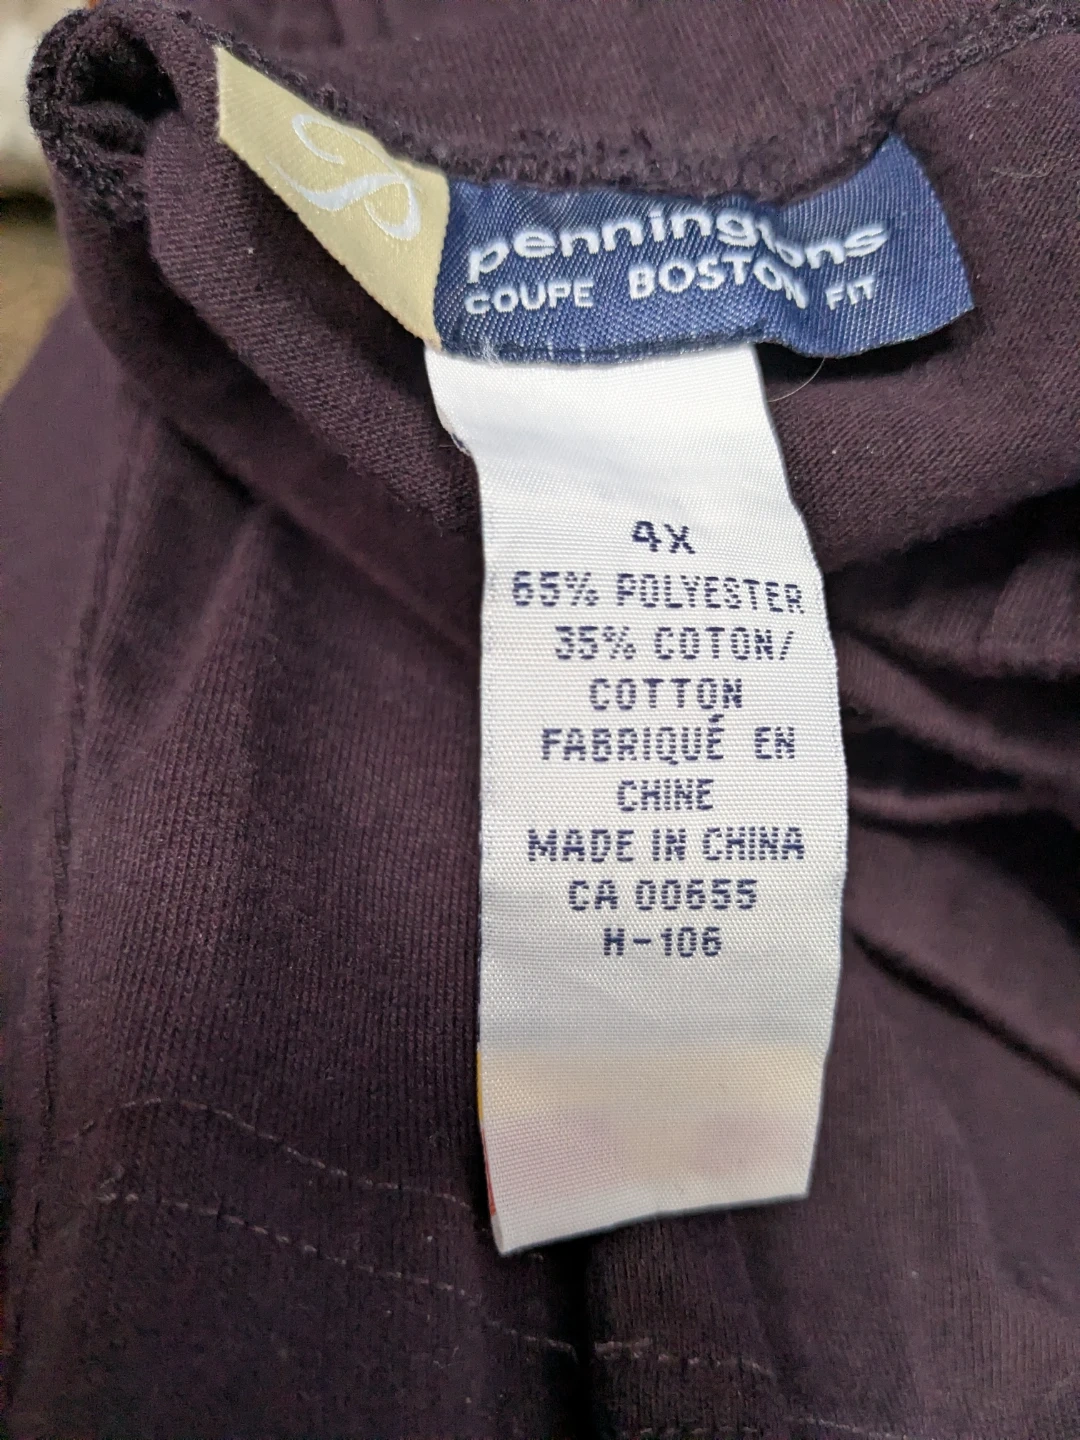 P
penningtons
COUPE BOSTON FIT
4X
65% POLYESTER
35% COTON/
COTTON
FABRIQUÉ EN
CHINE
MADE IN CHINA
CA 00655
H-106